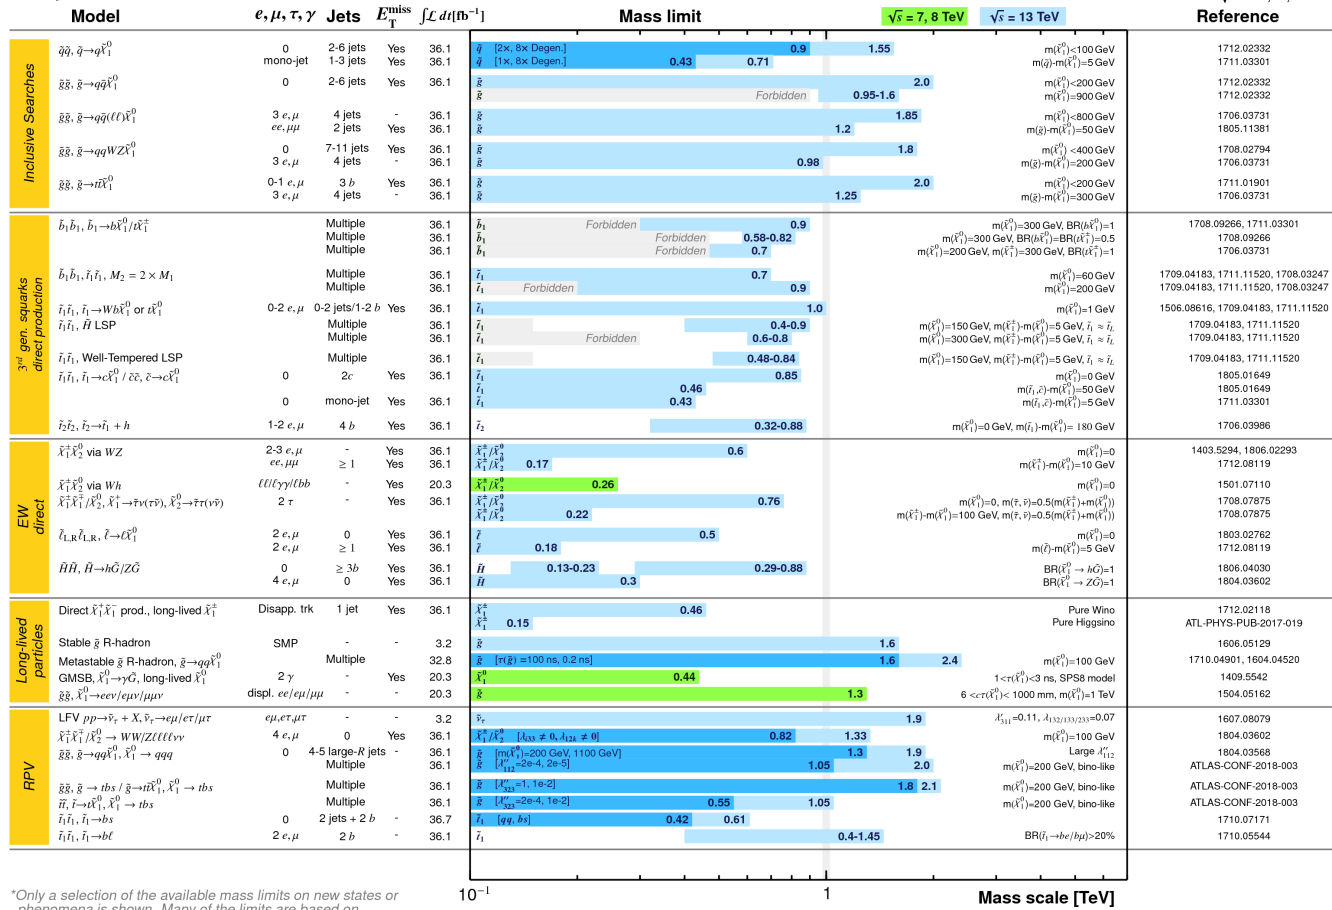 Model e, μ, τ, γ Jets E_T^miss ∫ℒ dt[fb⁻¹] Mass limit √s = 7, 8 TeV √s = 13 TeV Reference
Inclusive Searches
q̃q̃, q̃→qχ̃₁⁰ 0 2-6 jets Yes 36.1 q̃ [2×, 8× Degen.] 0.9 1.55 m(χ̃₁⁰)<100 GeV 1712.02332
mono-jet 1-3 jets Yes 36.1 q̃ [1×, 8× Degen.] 0.43 0.71 m(q̃)-m(χ̃₁⁰)=5 GeV 1711.03301
g̃g̃, g̃→qq̄χ̃₁⁰ 0 2-6 jets Yes 36.1 g̃ 2.0 m(χ̃₁⁰)<200 GeV 1712.02332
g̃ Forbidden 0.95-1.6 m(χ̃₁⁰)=900 GeV 1712.02332
g̃g̃, g̃→qq̄(ℓℓ)χ̃₁⁰ 3 e, μ 4 jets - 36.1 g̃ 1.85 m(χ̃₁⁰)<800 GeV 1706.03731
ee, μμ 2 jets Yes 36.1 g̃ 1.2 m(g̃)-m(χ̃₁⁰)=50 GeV 1805.11381
g̃g̃, g̃→qqWZχ̃₁⁰ 0 7-11 jets Yes 36.1 g̃ 1.8 m(χ̃₁⁰) <400 GeV 1708.02794
3 e, μ 4 jets - 36.1 g̃ 0.98 m(g̃)-m(χ̃₁⁰)=200 GeV 1706.03731
g̃g̃, g̃→tt̄χ̃₁⁰ 0-1 e, μ 3 b Yes 36.1 g̃ 2.0 m(χ̃₁⁰)<200 GeV 1711.01901
3 e, μ 4 jets - 36.1 g̃ 1.25 m(g̃)-m(χ̃₁⁰)=300 GeV 1706.03731
3rd gen. squarks
direct production
b̃₁b̃₁, b̃₁→bχ̃₁⁰/tχ̃₁± Multiple 36.1 b̃₁ Forbidden 0.9 m(χ̃₁⁰)=300 GeV, BR(bχ̃₁⁰)=1 1708.09266, 1711.03301
Multiple 36.1 b̃₁ Forbidden 0.58-0.82 m(χ̃₁⁰)=300 GeV, BR(bχ̃₁⁰)=BR(tχ̃₁±)=0.5 1708.09266
Multiple 36.1 b̃₁ Forbidden 0.7 m(χ̃₁⁰)=200 GeV, m(χ̃₁±)=300 GeV, BR(tχ̃₁±)=1 1706.03731
b̃₁b̃₁, t̃₁t̃₁, M₂ = 2 × M₁ Multiple 36.1 t̃₁ 0.7 m(χ̃₁⁰)=60 GeV 1709.04183, 1711.11520, 1708.03247
Multiple 36.1 t̃₁ Forbidden 0.9 m(χ̃₁⁰)=200 GeV 1709.04183, 1711.11520, 1708.03247
t̃₁t̃₁, t̃₁→Wbχ̃₁⁰ or tχ̃₁⁰ 0-2 e, μ 0-2 jets/1-2 b Yes 36.1 t̃₁ 1.0 m(χ̃₁⁰)=1 GeV 1506.08616, 1709.04183, 1711.11520
t̃₁t̃₁, H̃ LSP Multiple 36.1 t̃₁ 0.4-0.9 m(χ̃₁⁰)=150 GeV, m(χ̃₁±)-m(χ̃₁⁰)=5 GeV, t̃₁ ≈ t̃_L 1709.04183, 1711.11520
Multiple 36.1 t̃₁ Forbidden 0.6-0.8 m(χ̃₁⁰)=300 GeV, m(χ̃₁±)-m(χ̃₁⁰)=5 GeV, t̃₁ ≈ t̃_L 1709.04183, 1711.11520
t̃₁t̃₁, Well-Tempered LSP Multiple 36.1 t̃₁ 0.48-0.84 m(χ̃₁⁰)=150 GeV, m(χ̃₁±)-m(χ̃₁⁰)=5 GeV, t̃₁ ≈ t̃_L 1709.04183, 1711.11520
t̃₁t̃₁, t̃₁→cχ̃₁⁰ / c̃c̃, c̃→cχ̃₁⁰ 0 2c Yes 36.1 t̃₁ 0.85 m(χ̃₁⁰)=0 GeV 1805.01649
t̃₁ 0.46 m(t̃₁,c̃)-m(χ̃₁⁰)=50 GeV 1805.01649
0 mono-jet Yes 36.1 t̃₁ 0.43 m(t̃₁,c̃)-m(χ̃₁⁰)=5 GeV 1711.03301
t̃₂t̃₂, t̃₂→t̃₁ + h 1-2 e, μ 4 b Yes 36.1 t̃₂ 0.32-0.88 m(χ̃₁⁰)=0 GeV, m(t̃₁)-m(χ̃₁⁰)= 180 GeV 1706.03986
EW
direct
χ̃₁±χ̃₂⁰ via WZ 2-3 e, μ - Yes 36.1 χ̃₁±/χ̃₂⁰ 0.6 m(χ̃₁⁰)=0 1403.5294, 1806.02293
ee, μμ ≥ 1 Yes 36.1 χ̃₁±/χ̃₂⁰ 0.17 m(χ̃₁±)-m(χ̃₁⁰)=10 GeV 1712.08119
χ̃₁±χ̃₂⁰ via Wh ℓℓ/ℓγγ/ℓbb - Yes 20.3 χ̃₁±/χ̃₂⁰ 0.26 m(χ̃₁⁰)=0 1501.07110
χ̃₁±χ̃₁∓/χ̃₂⁰, χ̃₁⁺→τ̃ν(τν̃), χ̃₂⁰→τ̃τ(νν̃) 2 τ - Yes 36.1 χ̃₁±/χ̃₂⁰ 0.76 m(χ̃₁⁰)=0, m(τ̃, ν̃)=0.5(m(χ̃₁±)+m(χ̃₁⁰)) 1708.07875
χ̃₁±/χ̃₂⁰ 0.22 m(χ̃₁±)-m(χ̃₁⁰)=100 GeV, m(τ̃, ν̃)=0.5(m(χ̃₁±)+m(χ̃₁⁰)) 1708.07875
ℓ̃_L,R ℓ̃_L,R, ℓ̃→ℓχ̃₁⁰ 2 e, μ 0 Yes 36.1 ℓ̃ 0.5 m(χ̃₁⁰)=0 1803.02762
2 e, μ ≥ 1 Yes 36.1 ℓ̃ 0.18 m(ℓ̃)-m(χ̃₁⁰)=5 GeV 1712.08119
H̃H̃, H̃→hG̃/ZG̃ 0 ≥ 3b Yes 36.1 H̃ 0.13-0.23 0.29-0.88 BR(χ̃₁⁰ → hG̃)=1 1806.04030
4 e, μ 0 Yes 36.1 H̃ 0.3 BR(χ̃₁⁰ → ZG̃)=1 1804.03602
Long-lived
particles
Direct χ̃₁⁺χ̃₁⁻ prod., long-lived χ̃₁± Disapp. trk 1 jet Yes 36.1 χ̃₁± 0.46 Pure Wino 1712.02118
χ̃₁± 0.15 Pure Higgsino ATL-PHYS-PUB-2017-019
Stable g̃ R-hadron SMP - - 3.2 g̃ 1.6 1606.05129
Metastable g̃ R-hadron, g̃→qqχ̃₁⁰ Multiple 32.8 g̃ [τ(g̃) =100 ns, 0.2 ns] 1.6 2.4 m(χ̃₁⁰)=100 GeV 1710.04901, 1604.04520
GMSB, χ̃₁⁰→γG̃, long-lived χ̃₁⁰ 2 γ - Yes 20.3 χ̃₁⁰ 0.44 1<τ(χ̃₁⁰)<3 ns, SPS8 model 1409.5542
g̃g̃, χ̃₁⁰→eeν/eμν/μμν displ. ee/eμ/μμ - - 20.3 g̃ 1.3 6 <cτ(χ̃₁⁰)< 1000 mm, m(χ̃₁⁰)=1 TeV 1504.05162
RPV
LFV pp→ν̃_τ + X, ν̃_τ→eμ/eτ/μτ eμ,eτ,μτ - - 3.2 ν̃_τ 1.9 λ′₃₁₁=0.11, λ₁₃₂/₁₃₃/₂₃₃=0.07 1607.08079
χ̃₁±χ̃₁∓/χ̃₂⁰ → WW/Zℓℓℓℓνν 4 e, μ 0 Yes 36.1 χ̃₁±/χ̃₂⁰ [λᵢ₃₃ ≠ 0, λ₁₂ₖ ≠ 0] 0.82 1.33 m(χ̃₁⁰)=100 GeV 1804.03602
g̃g̃, g̃→qqχ̃₁⁰, χ̃₁⁰ → qqq 0 4-5 large-R jets - 36.1 g̃ [m(χ̃₁⁰)=200 GeV, 1100 GeV] 1.3 1.9 Large λ″₁₁₂ 1804.03568
Multiple 36.1 g̃ [λ″₁₁₂=2e-4, 2e-5] 1.05 2.0 m(χ̃₁⁰)=200 GeV, bino-like ATLAS-CONF-2018-003
g̃g̃, g̃ → tbs / g̃→tt̄χ̃₁⁰, χ̃₁⁰ → tbs Multiple 36.1 g̃ [λ″₃₂₃=1, 1e-2] 1.8 2.1 m(χ̃₁⁰)=200 GeV, bino-like ATLAS-CONF-2018-003
t̃t̃, t̃→tχ̃₁⁰, χ̃₁⁰ → tbs Multiple 36.1 g̃ [λ″₃₂₃=2e-4, 1e-2] 0.55 1.05 m(χ̃₁⁰)=200 GeV, bino-like ATLAS-CONF-2018-003
t̃₁t̃₁, t̃₁→bs 0 2 jets + 2 b - 36.7 t̃₁ [qq, bs] 0.42 0.61 1710.07171
t̃₁t̃₁, t̃₁→bℓ 2 e, μ 2 b - 36.1 t̃₁ 0.4-1.45 BR(t̃₁→be/bμ)>20% 1710.05544
10⁻¹ 1 Mass scale [TeV]
*Only a selection of the available mass limits on new states or
phenomena is shown. Many of the limits are based on